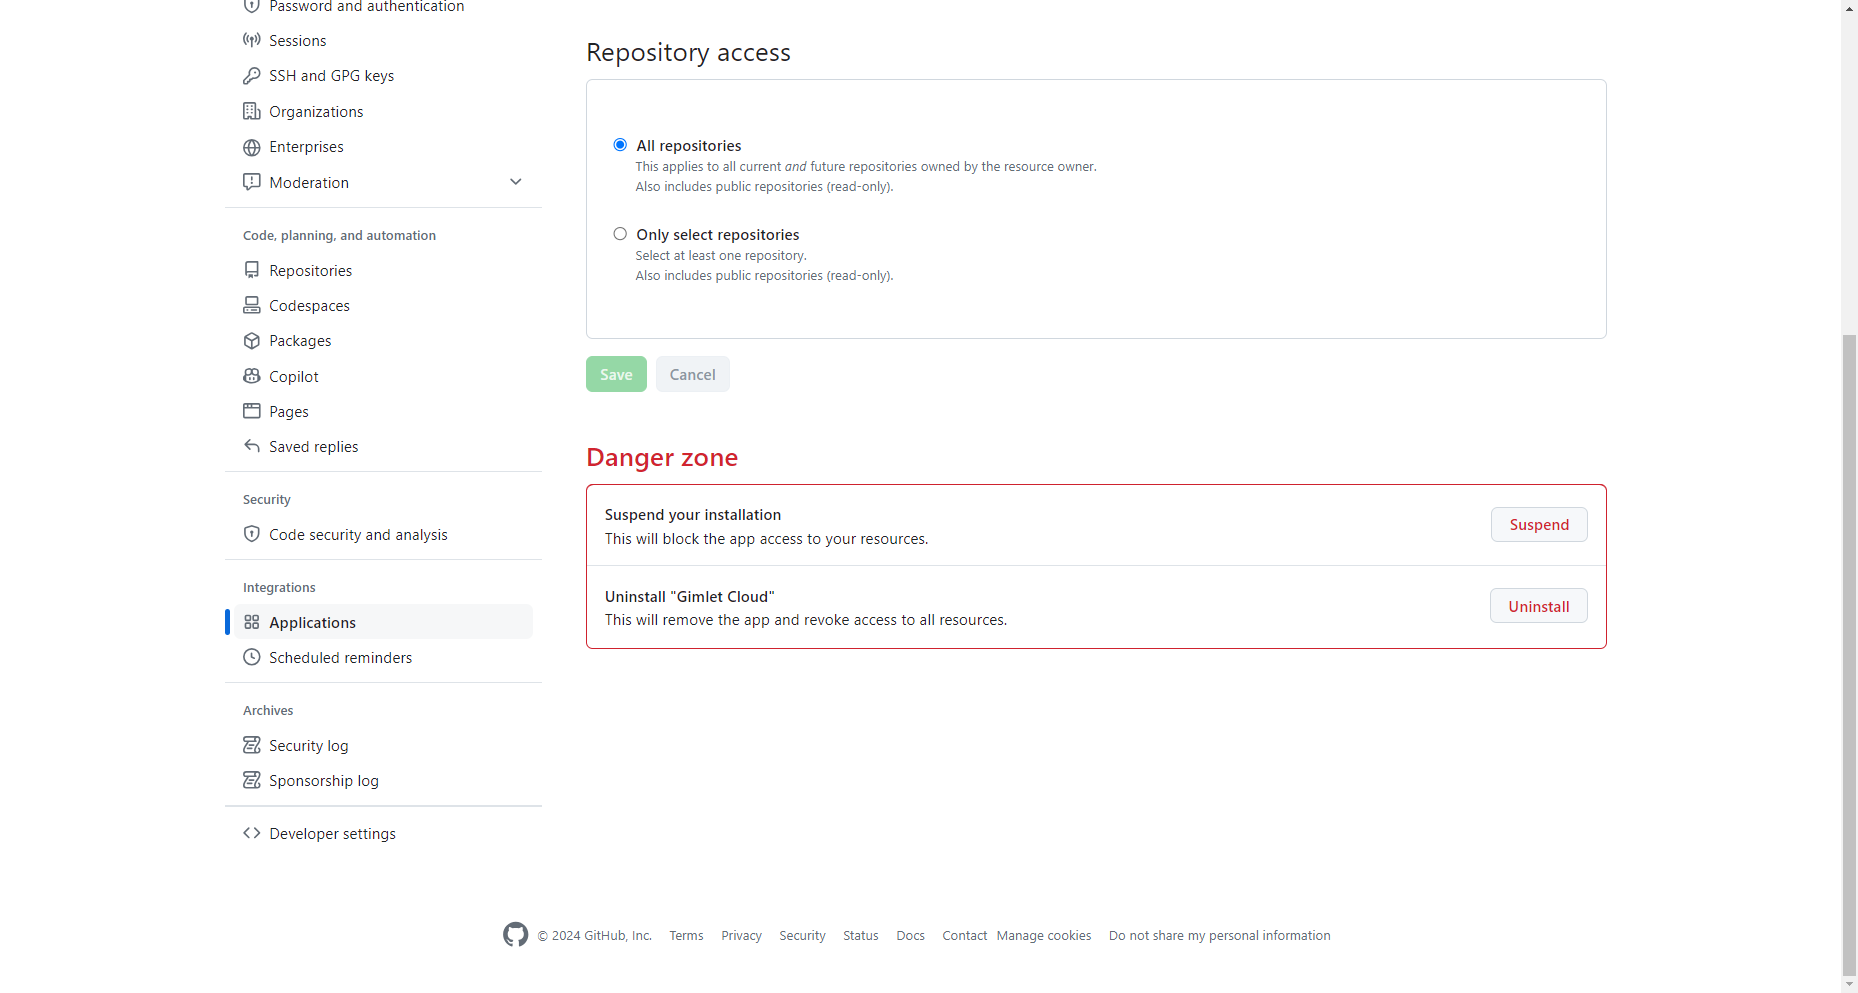 Password and authentication
Sessions
SSH and GPG keys
Organizations
Enterprises
Moderation
Code, planning, and automation
Repositories
Codespaces
Packages
Copilot
Pages
Saved replies
Security
Code security and analysis
Integrations
Applications
Scheduled reminders
Archives
Security log
Sponsorship log
Developer settings
Repository access
All repositories
This applies to all current and future repositories owned by the resource owner.
Also includes public repositories (read-only).
Only select repositories
Select at least one repository.
Also includes public repositories (read-only).
Save Cancel
Danger zone
Suspend your installation
This will block the app access to your resources.
Suspend
Uninstall "Gimlet Cloud"
This will remove the app and revoke access to all resources.
Uninstall
© 2024 GitHub, Inc. Terms Privacy Security Status Docs Contact Manage cookies Do not share my personal information